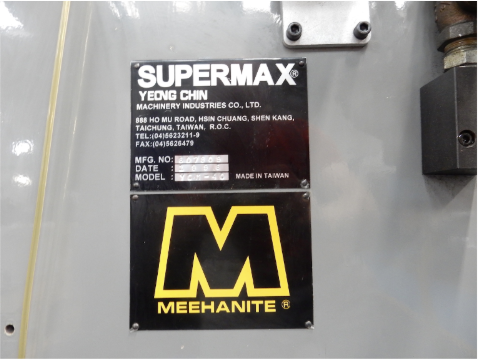 SUPERMAX®
YEONG CHIN
MACHINERY INDUSTRIES CO., LTD.
888 HO MU ROAD, HSIN CHUANG, SHEN KANG,
TAICHUNG, TAIWAN, R.O.C.
TEL:(04)5623211-9
FAX:(04)5626479
MFG. NO:
DATE :
MODEL : MADE IN TAIWAN
M
MEEHANITE ®